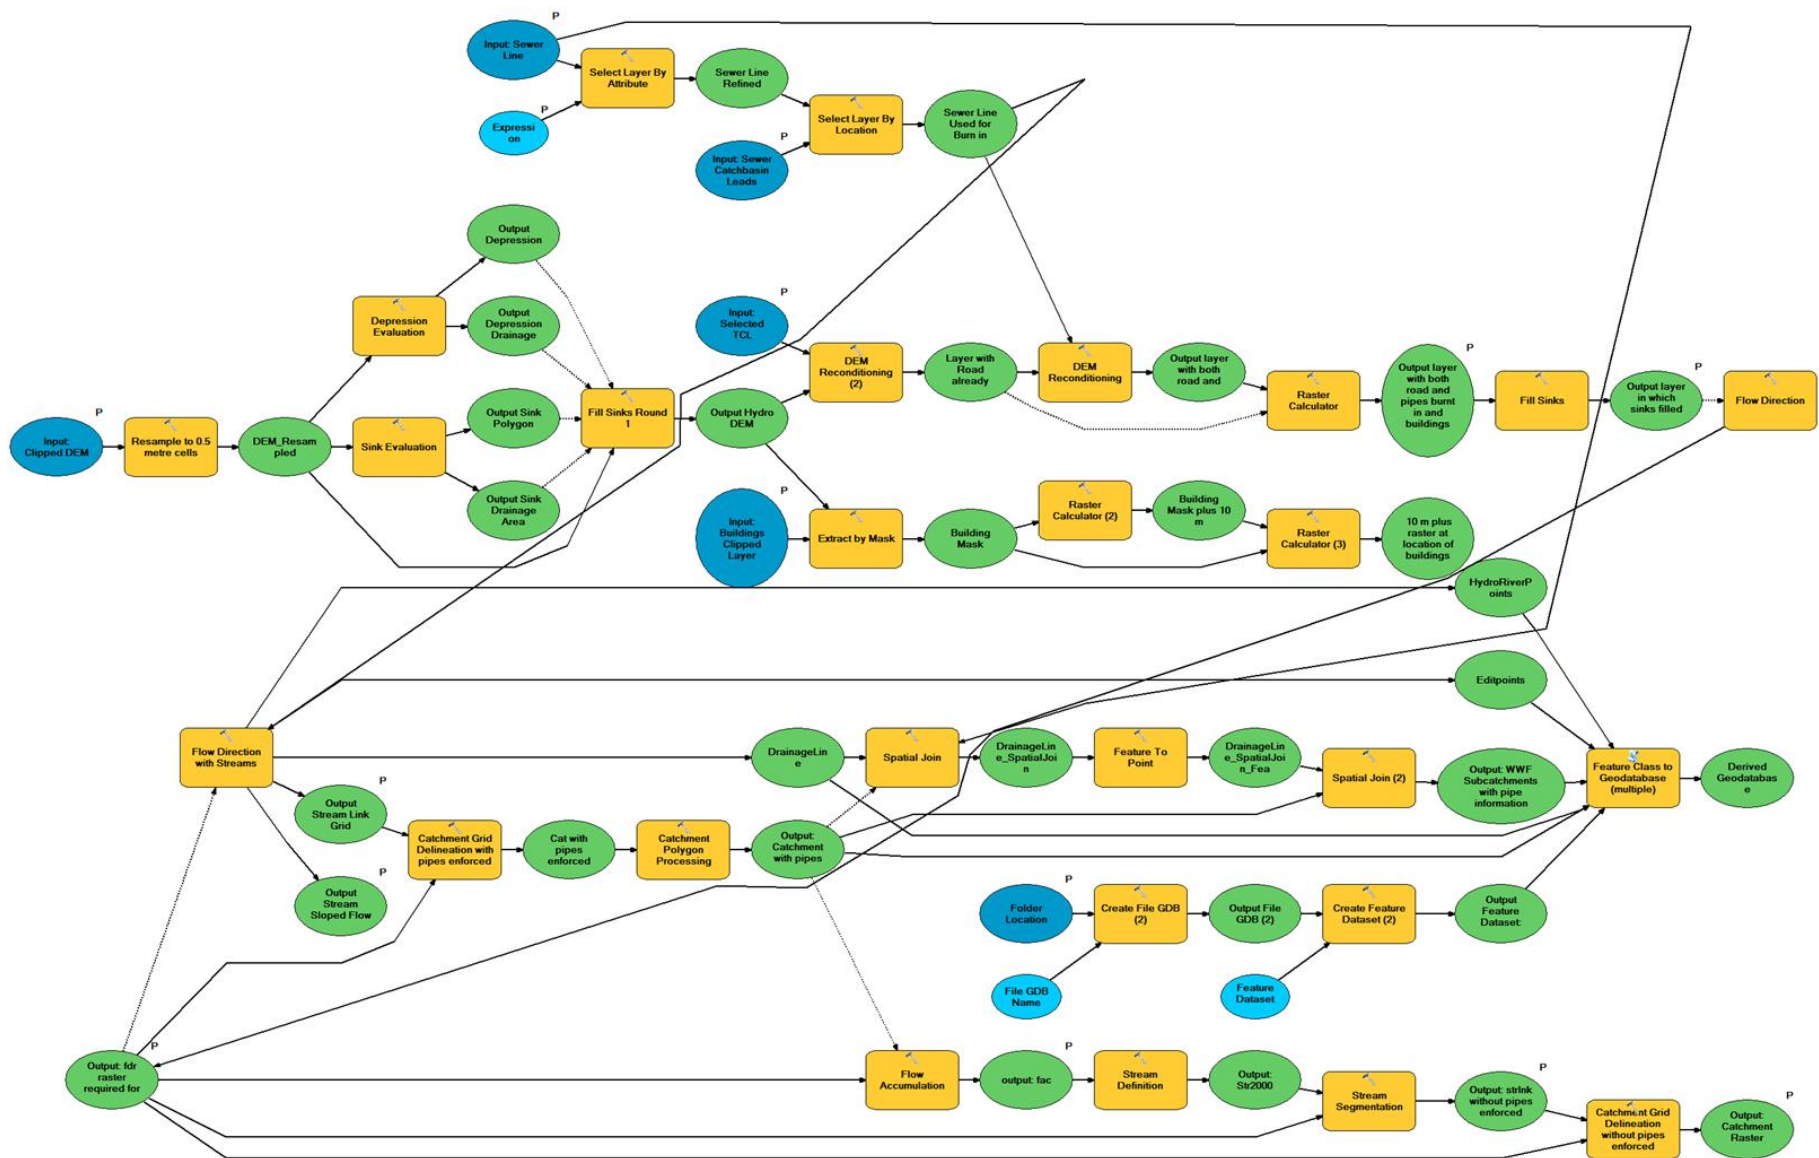 P
Input: Sewer
Line
Select Layer By
Attribute
Sewer Line
Refined
P
Expressi
on
Select Layer By
Location
Sewer Line
Used for
Burn in
P
Input: Sewer
Catchbasin
Leads
Output
Depression
Depression
Evaluation
Output
Depression
Drainage
P
Input:
Selected
TCL
DEM
Reconditioning
(2)
Layer with
Road
already
DEM
Reconditioning
Output layer
with both
road and
Raster
Calculator
P
Output layer
with both
road and
pipes burnt
in and
buildings
Fill Sinks
P
Output layer
in which
sinks filled
Flow Direction
P
Input:
Clipped DEM
Resample to 0.5
metre cells
DEM_Resam
pled
Sink Evaluation
Output Sink
Polygon
Fill Sinks Round
1
Output Hydro
DEM
Output Sink
Drainage
Area
P
Input:
Buildings
Clipped
Layer
Extract by Mask
Building
Mask
Raster
Calculator (2)
Building
Mask plus 10
m
Raster
Calculator (3)
10 m plus
raster at
location of
buildings
HydroRiverP
oints
Editpoints
Flow Direction
with Streams
DrainageLin
e
Spatial Join
DrainageLin
e_SpatialJoi
n
Feature To
Point
DrainageLin
e_SpatialJoi
n_Fea
Spatial Join (2)
Output: WWF
Subcatchments
with pipe
information
Feature Class to
Geodatabase
(multiple)
Derived
Geodatabas
e
P
Output
Stream Link
Grid
Catchment Grid
Delineation with
pipes enforced
Cat with
pipes
enforced
Catchment
Polygon
Processing
Output:
Catchment
with pipes
P
Output
Stream
Sloped Flow
P
Folder
Location
Create File GDB
(2)
Output File
GDB (2)
Create Feature
Dataset (2)
Output
Feature
Dataset:
File GDB
Name
Feature
Dataset
P
Output: fdr
raster
required for
Flow
Accumulation
P
output: fac
Stream
Definition
Output:
Str2000
Stream
Segmentation
P
Output: strlnk
without pipes
enforced
Catchment Grid
Delineation
without pipes
enforced
P
Output:
Catchment
Raster